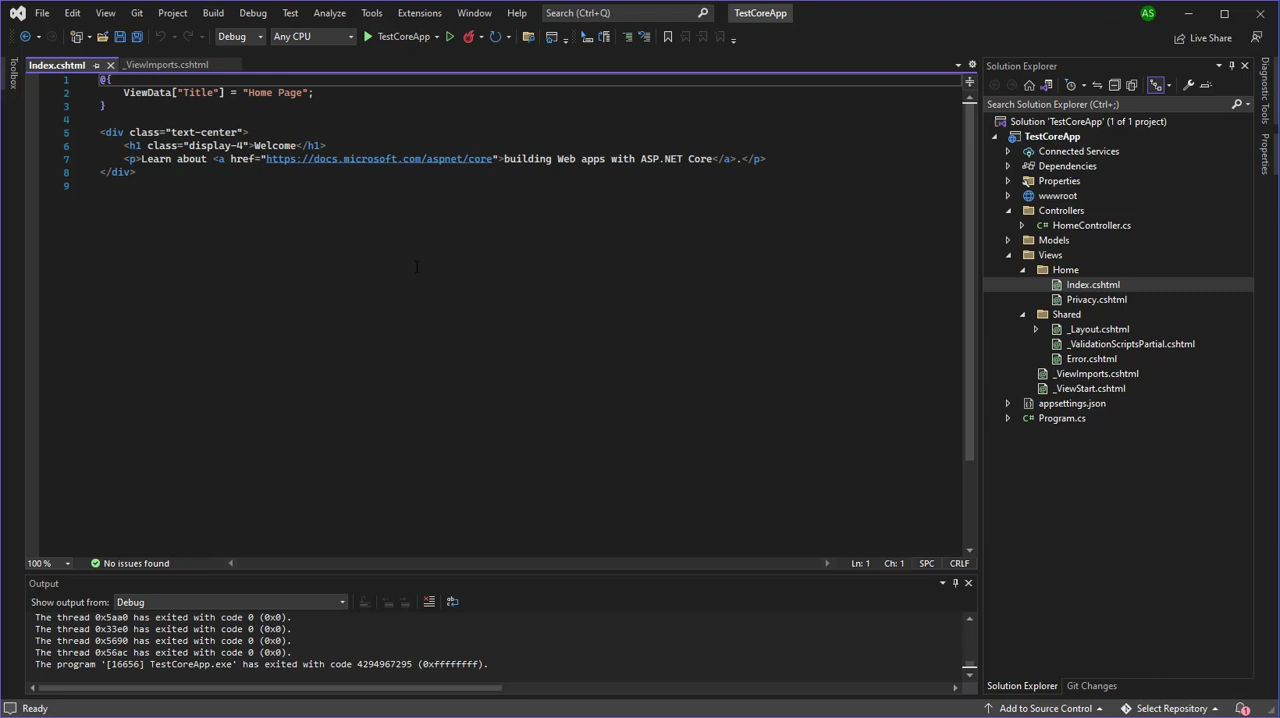 File Edit View Git Project Build Debug Test Analyze Tools Extensions Window Help Search (Ctrl+Q) TestCoreApp AS
Debug Any CPU TestCoreApp Live Share
Toolbox
Index.cshtml _ViewImports.cshtml
1 @{
2 ViewData["Title"] = "Home Page";
3 }
4
5 <div class="text-center">
6 <h1 class="display-4">Welcome</h1>
7 <p>Learn about <a href="https://docs.microsoft.com/aspnet/core">building Web apps with ASP.NET Core</a>.</p>
8 </div>
9
100 % No issues found Ln: 1 Ch: 1 SPC CRLF
Output
Show output from: Debug
The thread 0x5aa0 has exited with code 0 (0x0).
The thread 0x33e0 has exited with code 0 (0x0).
The thread 0x5690 has exited with code 0 (0x0).
The thread 0x56ac has exited with code 0 (0x0).
The program '[16656] TestCoreApp.exe' has exited with code 4294967295 (0xffffffff).
Solution Explorer
Search Solution Explorer (Ctrl+;)
Solution 'TestCoreApp' (1 of 1 project)
TestCoreApp
Connected Services
Dependencies
Properties
wwwroot
Controllers
C# HomeController.cs
Models
Views
Home
Index.cshtml
Privacy.cshtml
Shared
_Layout.cshtml
_ValidationScriptsPartial.cshtml
Error.cshtml
_ViewImports.cshtml
_ViewStart.cshtml
appsettings.json
C# Program.cs
Solution Explorer Git Changes
Diagnostic Tools
Properties
Ready Add to Source Control Select Repository 1